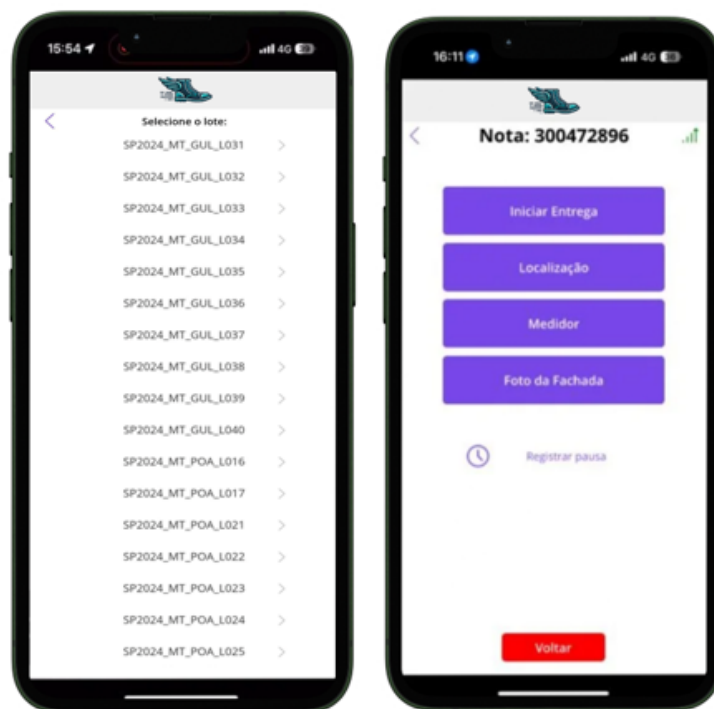 15:54
4G
Selecione o lote:
SP2024_MT_GUL_L031
SP2024_MT_GUL_L032
SP2024_MT_GUL_L033
SP2024_MT_GUL_L034
SP2024_MT_GUL_L035
SP2024_MT_GUL_L036
SP2024_MT_GUL_L037
SP2024_MT_GUL_L038
SP2024_MT_GUL_L039
SP2024_MT_GUL_L040
SP2024_MT_POA_L016
SP2024_MT_POA_L017
SP2024_MT_POA_L021
SP2024_MT_POA_L022
SP2024_MT_POA_L023
SP2024_MT_POA_L024
SP2024_MT_POA_L025
16:11
4G
Nota: 300472896
Iniciar Entrega
Localização
Medidor
Foto da Fachada
Registrar pausa
Voltar